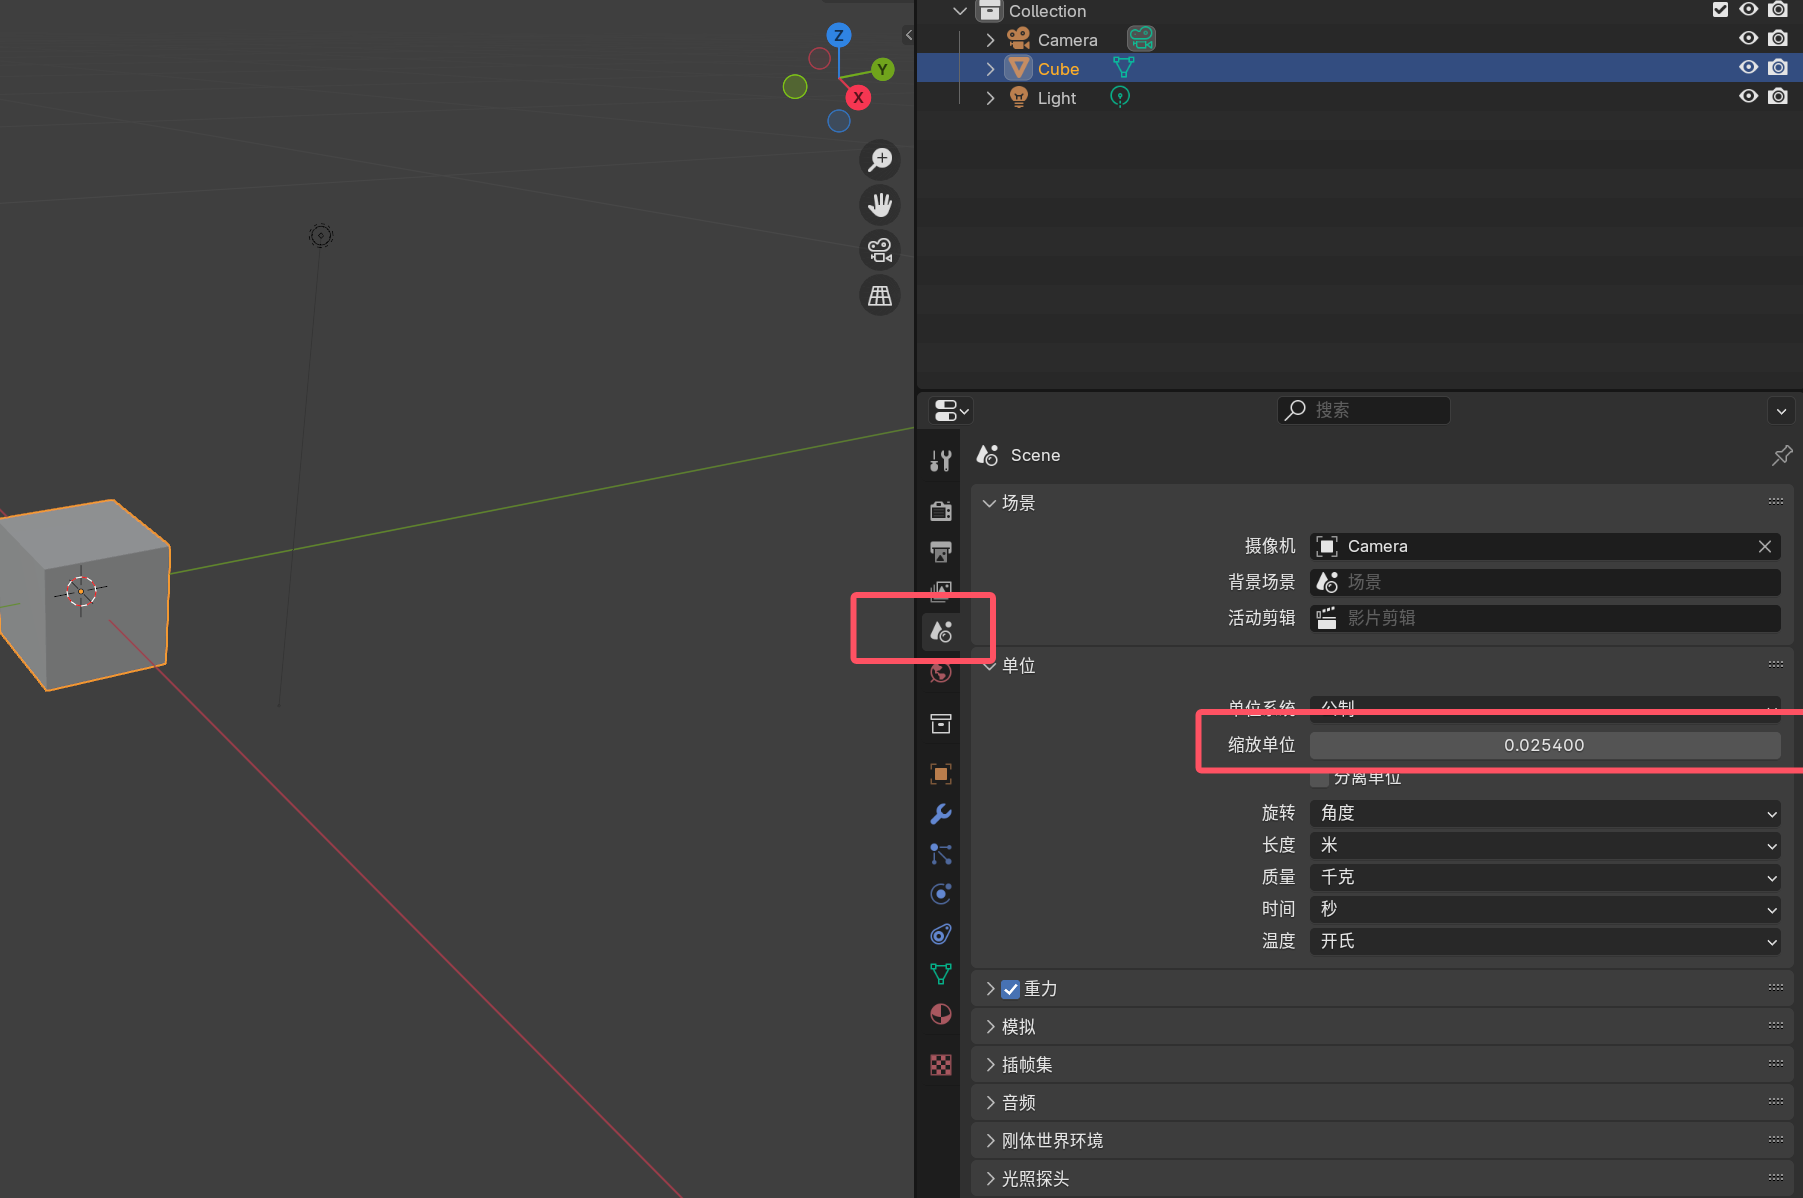 Collection
Camera
Cube
Light
Z
Y
X
搜索
Scene
场景
摄像机 Camera
背景场景 场景
活动剪辑 影片剪辑
单位
单位系统 公制
缩放单位 0.025400
分离单位
旋转 角度
长度 米
质量 千克
时间 秒
温度 开氏
重力
模拟
插帧集
音频
刚体世界环境
光照探头